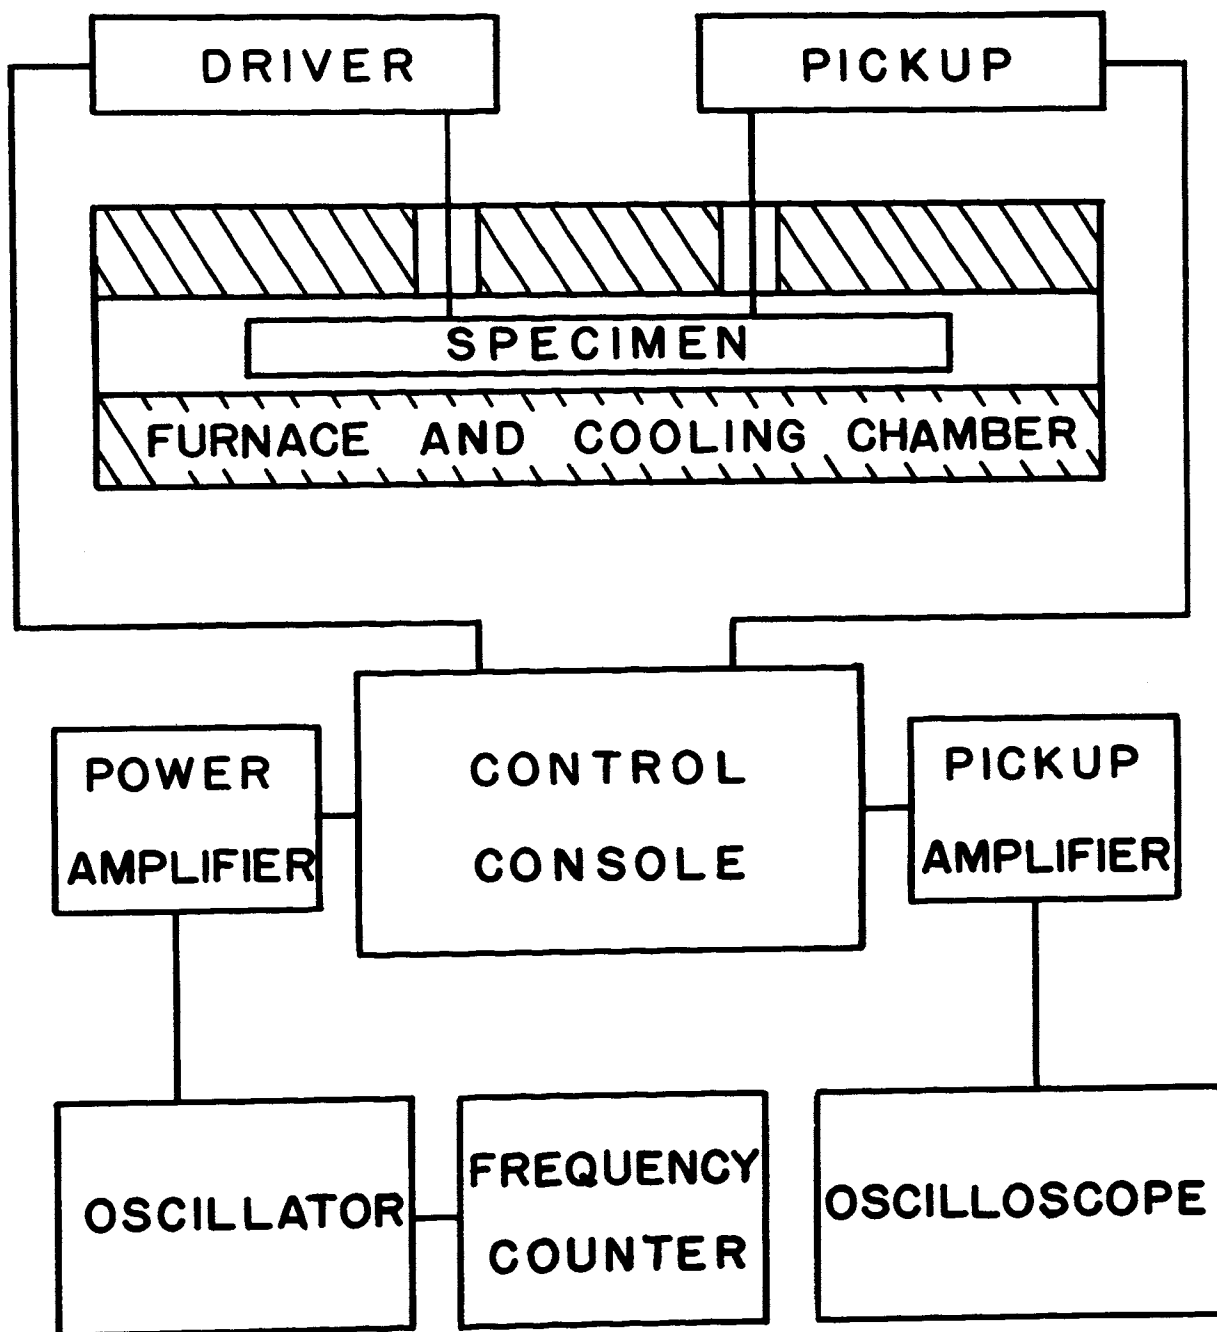 DRIVER
PICKUP
SPECIMEN
FURNACE AND COOLING CHAMBER
POWER
AMPLIFIER
CONTROL
CONSOLE
PICKUP
AMPLIFIER
OSCILLATOR
FREQUENCY
COUNTER
OSCILLOSCOPE